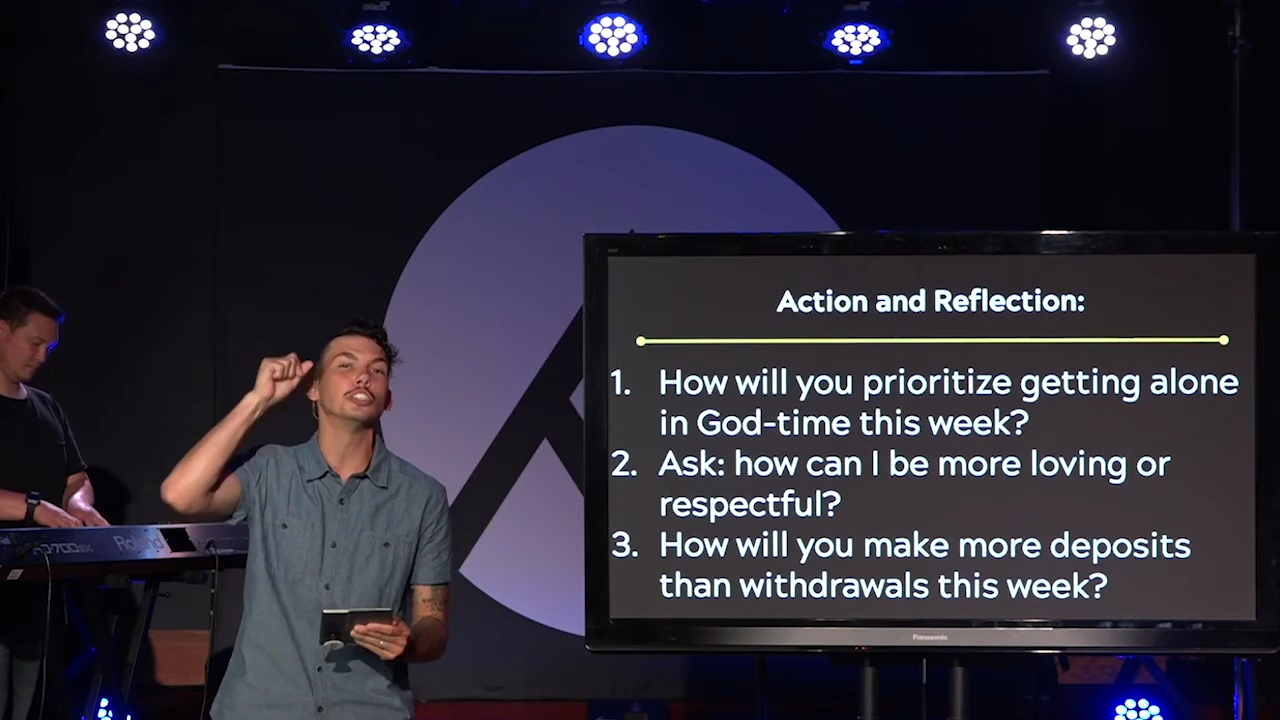 Action and Reflection:
1. How will you prioritize getting alone
in God-time this week?
2. Ask: how can I be more loving or
respectful?
3. How will you make more deposits
than withdrawals this week?
Panasonic
Roland